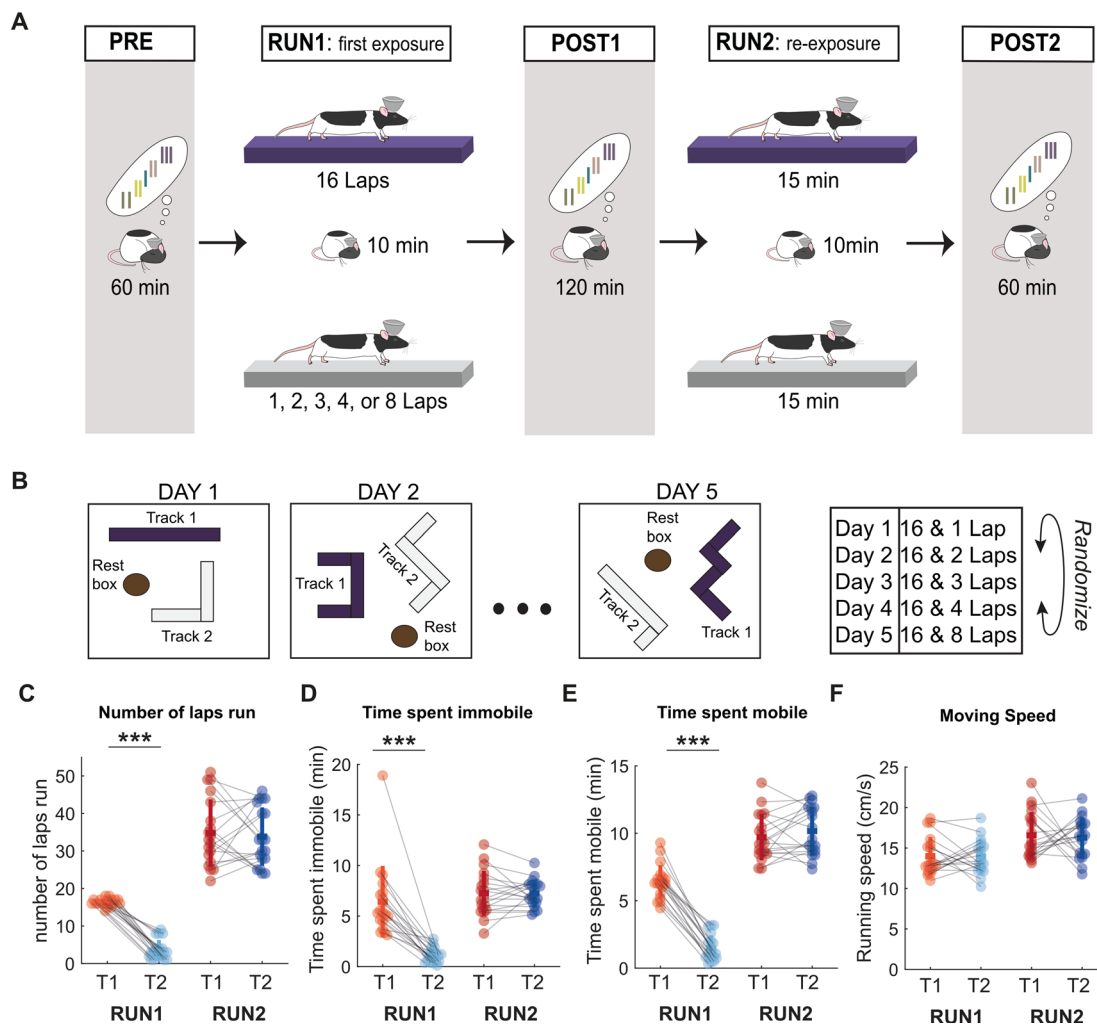 A
PRE
RUN1: first exposure
POST1
RUN2: re-exposure
POST2
16 Laps
15 min
10 min
10min
60 min
120 min
60 min
1, 2, 3, 4, or 8 Laps
15 min
B
DAY 1
Track 1
Rest
box
Track 2
DAY 2
Track 1
Track 2
Rest
box
DAY 5
Rest
box
Track 2
Track 1
Day 1 16 & 1 Lap
Day 2 16 & 2 Laps
Day 3 16 & 3 Laps
Day 4 16 & 4 Laps
Day 5 16 & 8 Laps
Randomize
C
Number of laps run
***
number of laps run
50
40
30
20
10
0
T1 T2 T1 T2
RUN1 RUN2
D
Time spent immobile
***
Time spent immobile (min)
20
15
10
5
0
T1 T2 T1 T2
RUN1 RUN2
E
Time spent mobile
***
Time spent mobile (min)
15
10
5
0
T1 T2 T1 T2
RUN1 RUN2
F
Moving Speed
Running speed (cm/s)
25
20
15
10
5
0
T1 T2 T1 T2
RUN1 RUN2